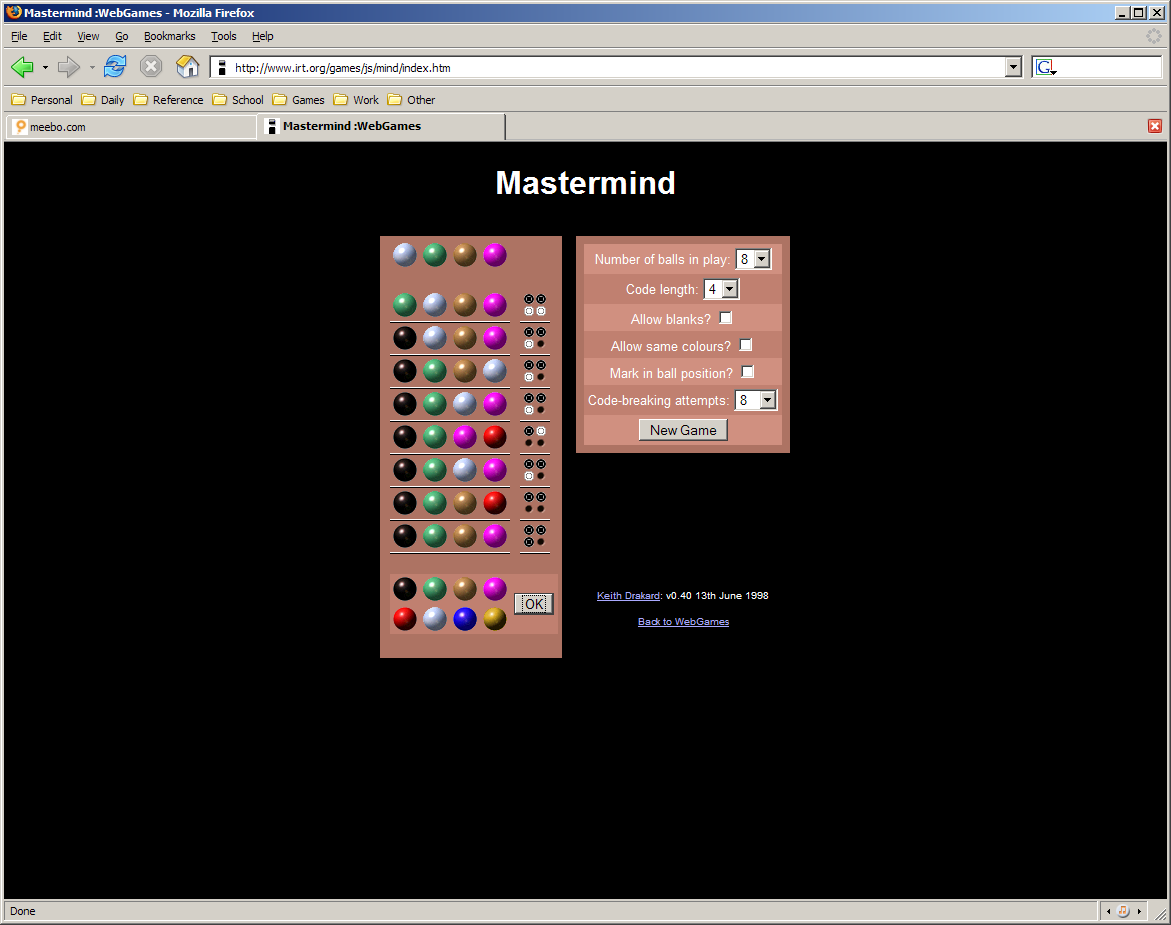 Mastermind :WebGames - Mozilla Firefox
File Edit View Go Bookmarks Tools Help
http://www.irt.org/games/js/mind/index.htm
G
Personal Daily Reference School Games Work Other
meebo.com
Mastermind :WebGames
Mastermind
Number of balls in play: 8
Code length: 4
Allow blanks?
Allow same colours?
Mark in ball position?
Code-breaking attempts: 8
New Game
OK
Keith Drakard: v0.40 13th June 1998
Back to WebGames
Done